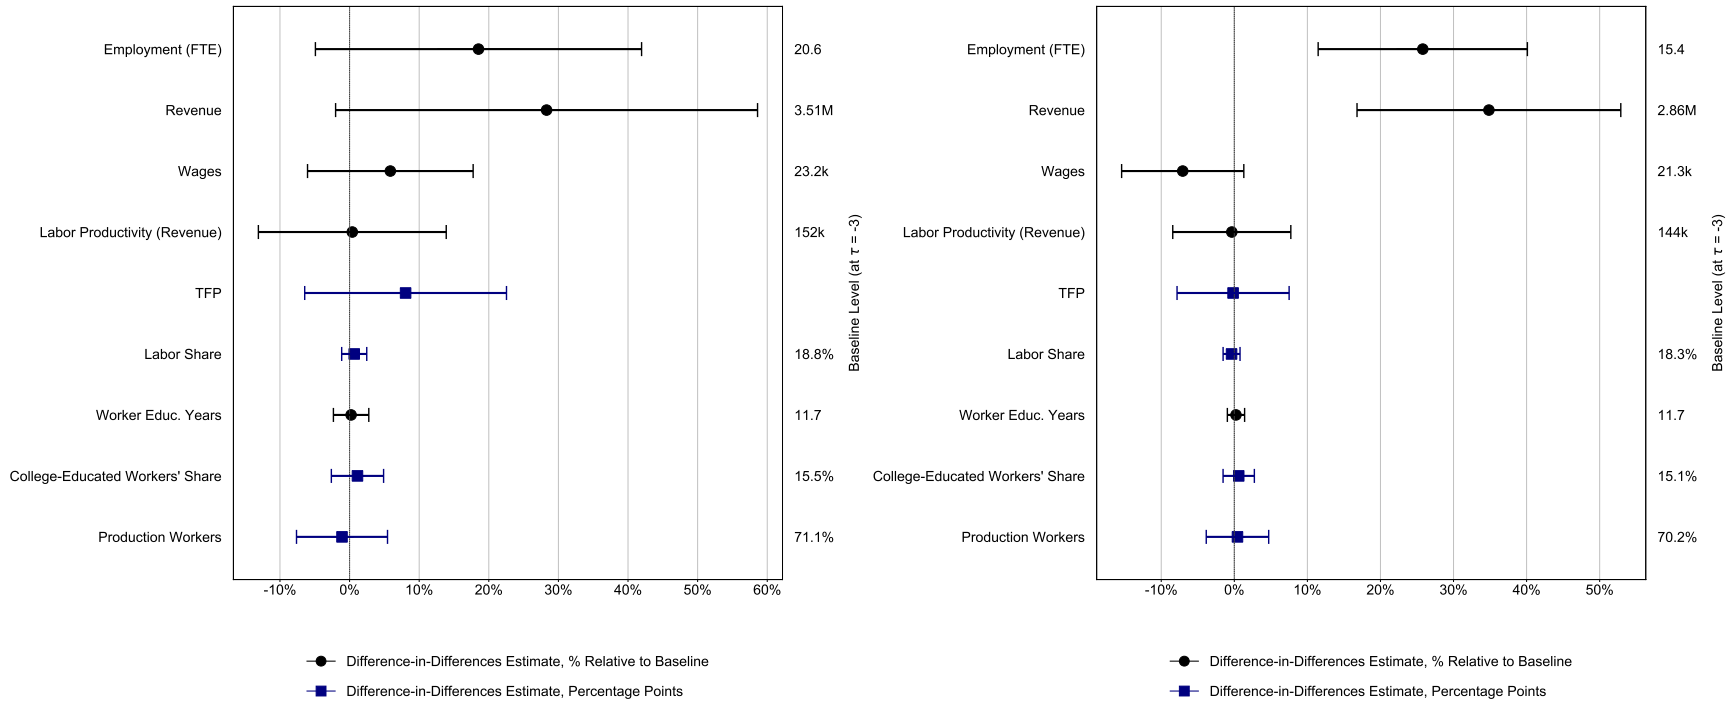 Employment (FTE) 20.6
Revenue 3.51M
Wages 23.2k
Labor Productivity (Revenue) 152k
TFP
Labor Share 18.8%
Worker Educ. Years 11.7
College-Educated Workers' Share 15.5%
Production Workers 71.1%
Baseline Level (at τ = -3)
-10% 0% 10% 20% 30% 40% 50% 60%
Difference-in-Differences Estimate, % Relative to Baseline
Difference-in-Differences Estimate, Percentage Points
Employment (FTE) 15.4
Revenue 2.86M
Wages 21.3k
Labor Productivity (Revenue) 144k
TFP
Labor Share 18.3%
Worker Educ. Years 11.7
College-Educated Workers' Share 15.1%
Production Workers 70.2%
Baseline Level (at τ = -3)
-10% 0% 10% 20% 30% 40% 50%
Difference-in-Differences Estimate, % Relative to Baseline
Difference-in-Differences Estimate, Percentage Points